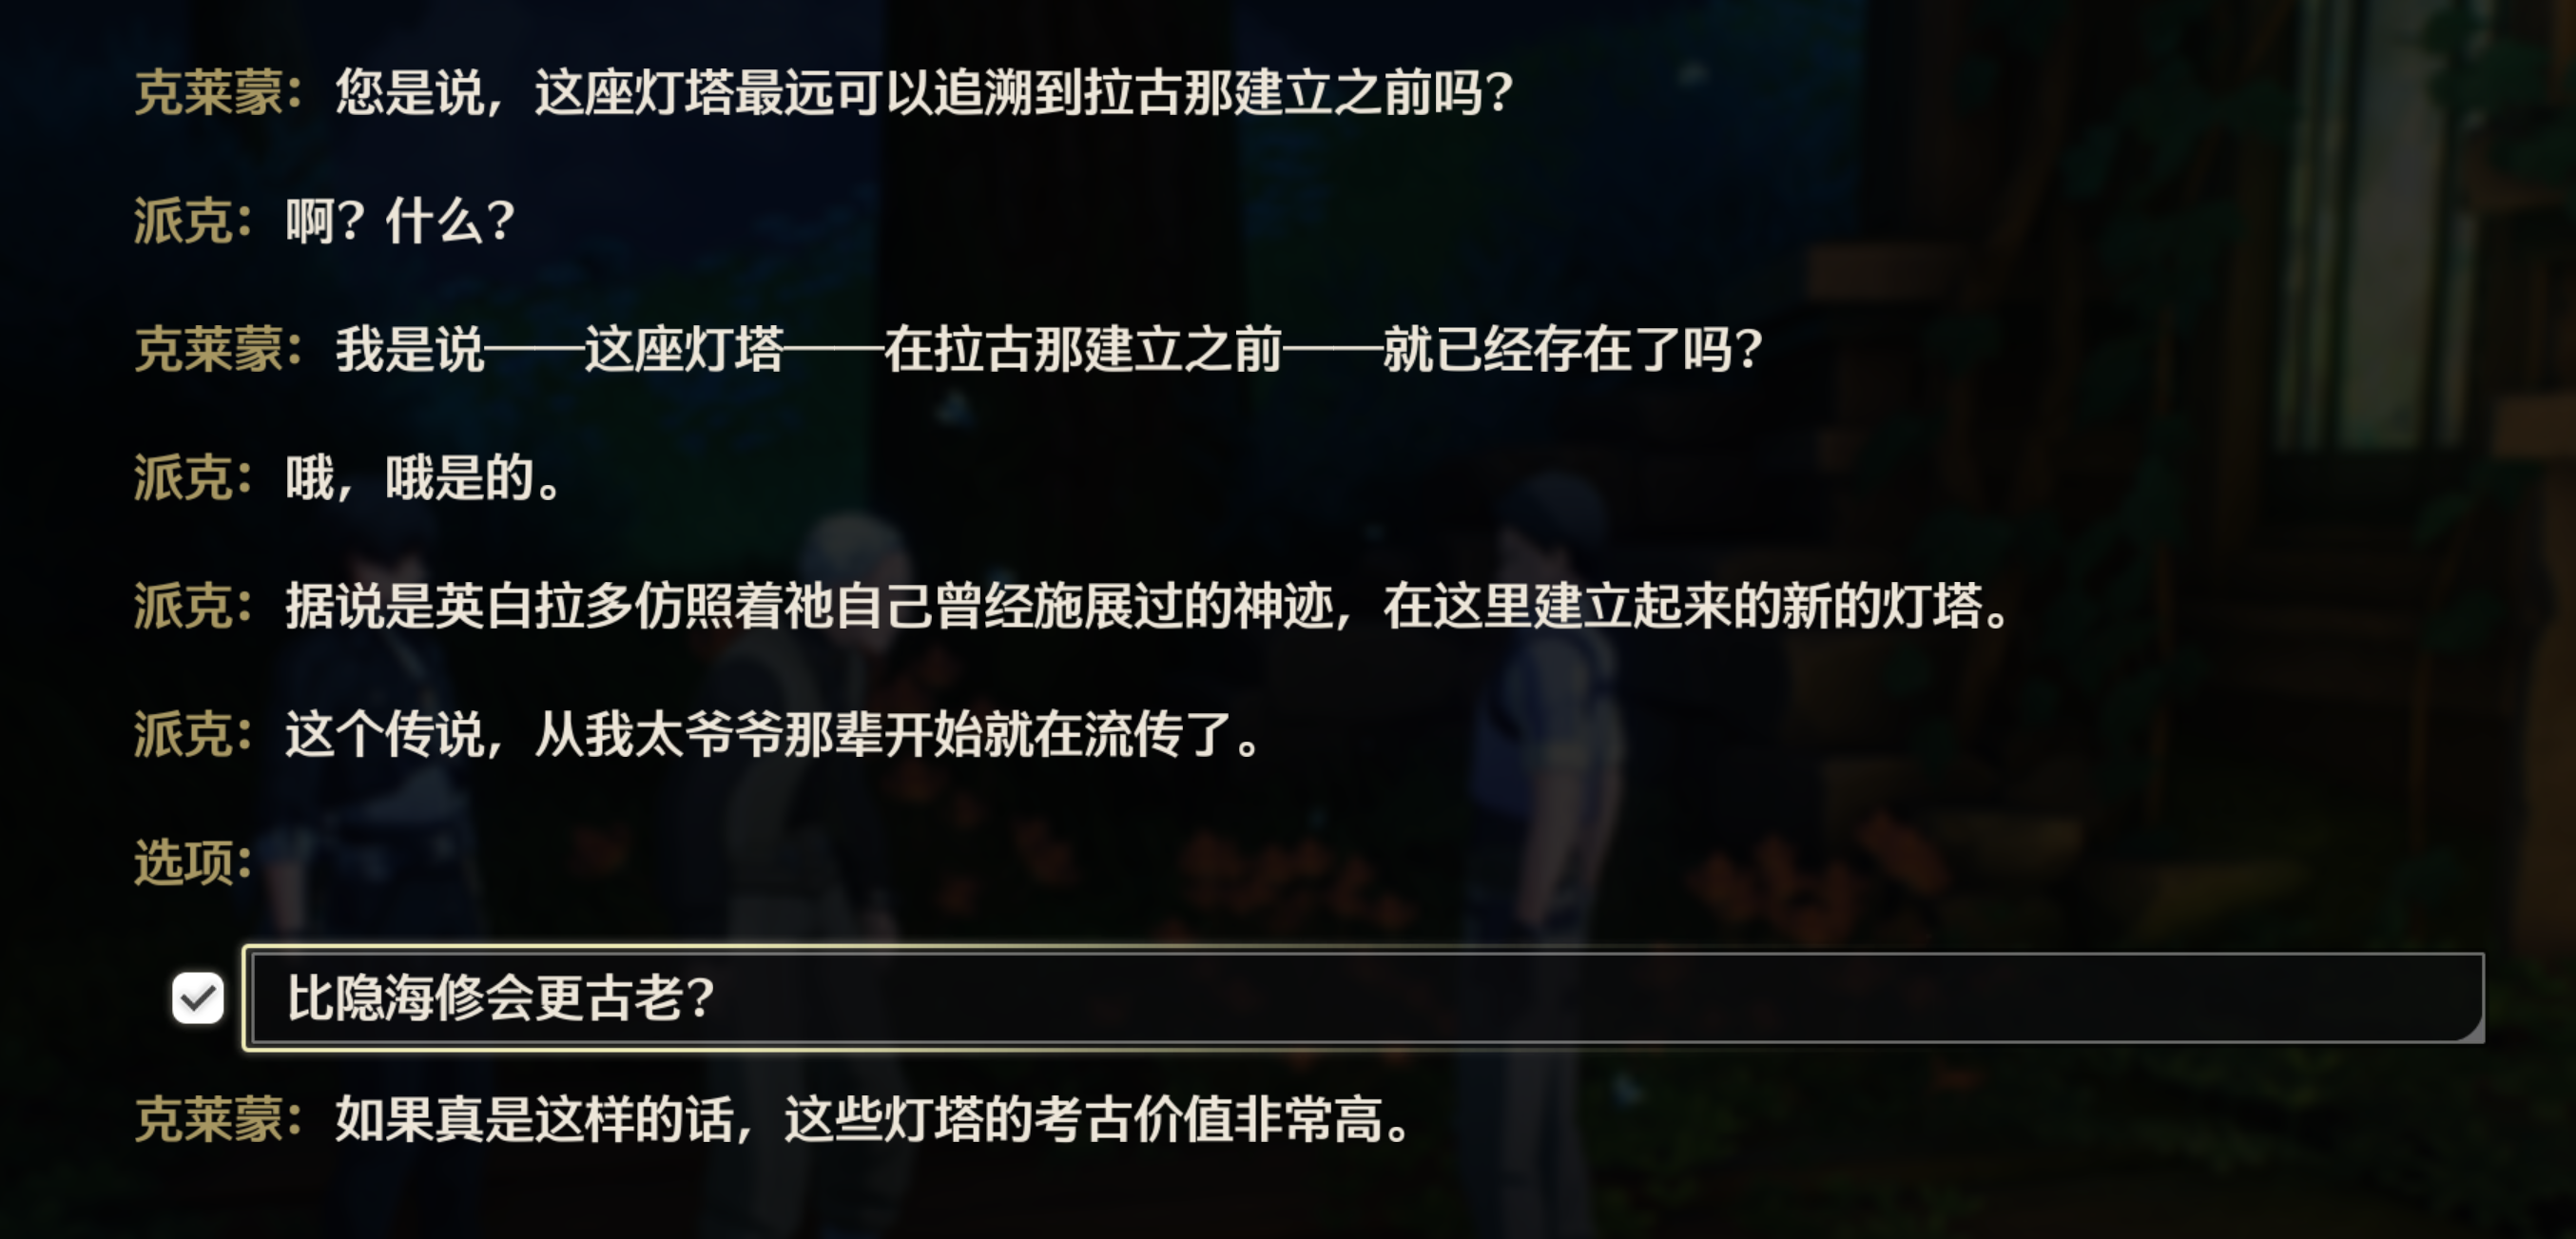 克莱蒙：您是说，这座灯塔最远可以追溯到拉古那建立之前吗？
派克：啊？什么？
克莱蒙：我是说——这座灯塔——在拉古那建立之前——就已经存在了吗？
派克：哦，哦是的。
派克：据说是英白拉多仿照着祂自己曾经施展过的神迹，在这里建立起来的新的灯塔。
派克：这个传说，从我太爷爷那辈开始就在流传了。
选项：
比隐海修会更古老？
克莱蒙：如果真是这样的话，这些灯塔的考古价值非常高。